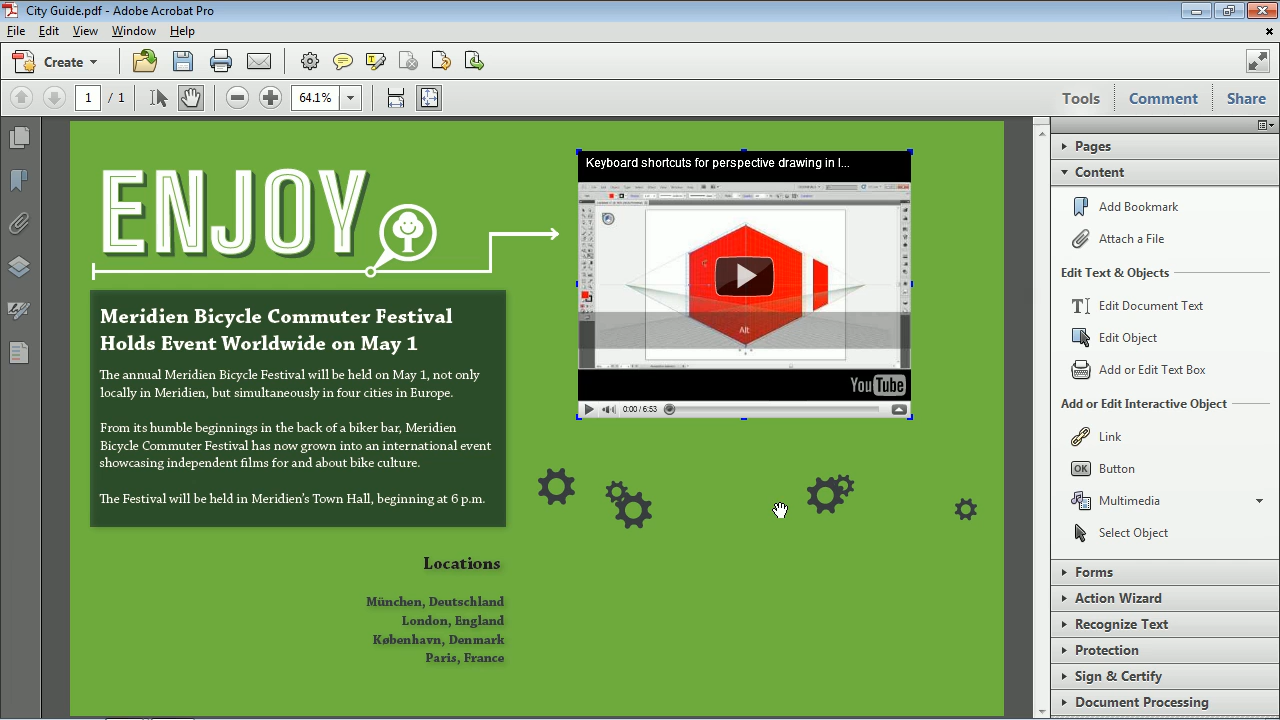 City Guide.pdf - Adobe Acrobat Pro
File Edit View Window Help
Create
1 / 1 64.1% Tools Comment Share
ENJOY
Meridien Bicycle Commuter Festival
Holds Event Worldwide on May 1
The annual Meridien Bicycle Festival will be held on May 1, not only
locally in Meridien, but simultaneously in four cities in Europe.
From its humble beginnings in the back of a biker bar, Meridien
Bicycle Commuter Festival has now grown into an international event
showcasing independent films for and about bike culture.
The Festival will be held in Meridien's Town Hall, beginning at 6 p.m.
Locations
München, Deutschland
London, England
København, Denmark
Paris, France
Keyboard shortcuts for perspective drawing in I...
Alt
YouTube
0:00 / 6:53
Pages
Content
Add Bookmark
Attach a File
Edit Text & Objects
Edit Document Text
Edit Object
Add or Edit Text Box
Add or Edit Interactive Object
Link
OK Button
Multimedia
Select Object
Forms
Action Wizard
Recognize Text
Protection
Sign & Certify
Document Processing